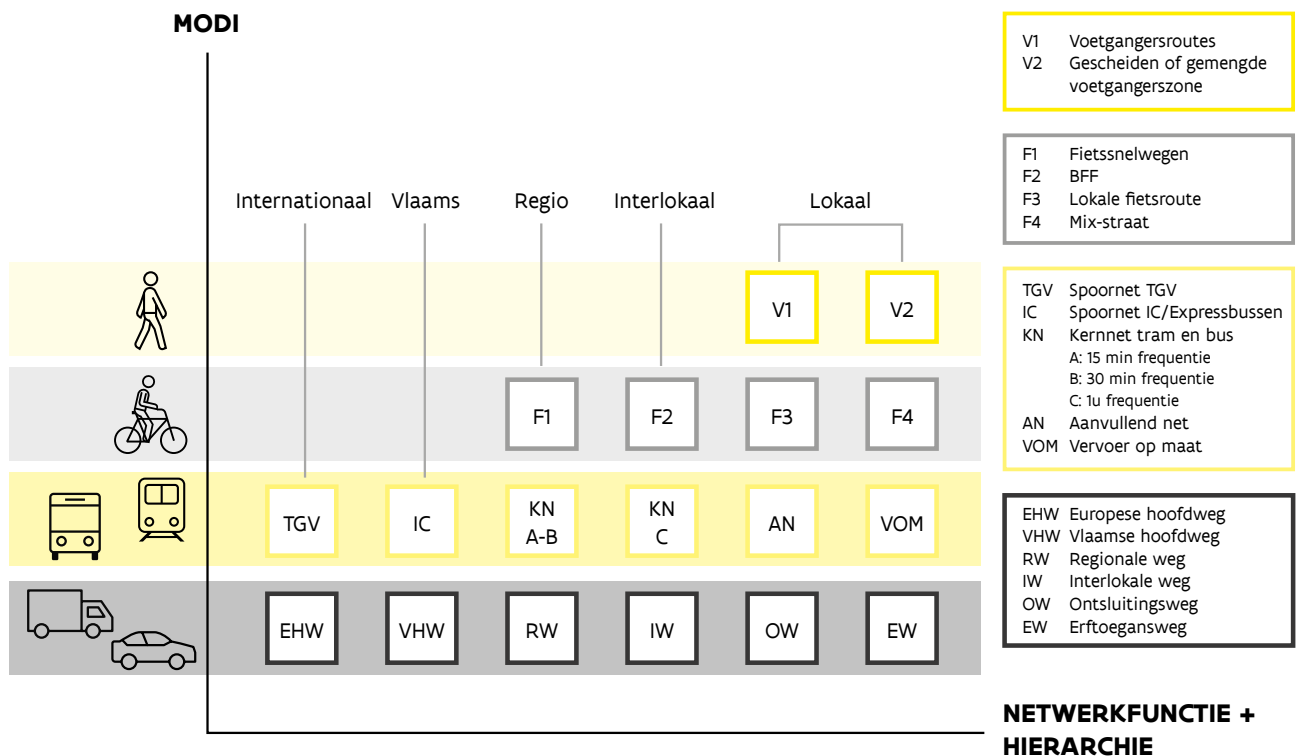 MODI
Internationaal Vlaams Regio Interlokaal Lokaal
V1 V2
F1 F2 F3 F4
TGV IC KN A-B KN C AN VOM
EHW VHW RW IW OW EW
V1 Voetgangersroutes
V2 Gescheiden of gemengde
voetgangerszone
F1 Fietssnelwegen
F2 BFF
F3 Lokale fietsroute
F4 Mix-straat
TGV Spoornet TGV
IC Spoornet IC/Expressbussen
KN Kernnet tram en bus
A: 15 min frequentie
B: 30 min frequentie
C: 1u frequentie
AN Aanvullend net
VOM Vervoer op maat
EHW Europese hoofdweg
VHW Vlaamse hoofdweg
RW Regionale weg
IW Interlokale weg
OW Ontsluitingsweg
EW Erftoegansweg
NETWERKFUNCTIE +
HIERARCHIE